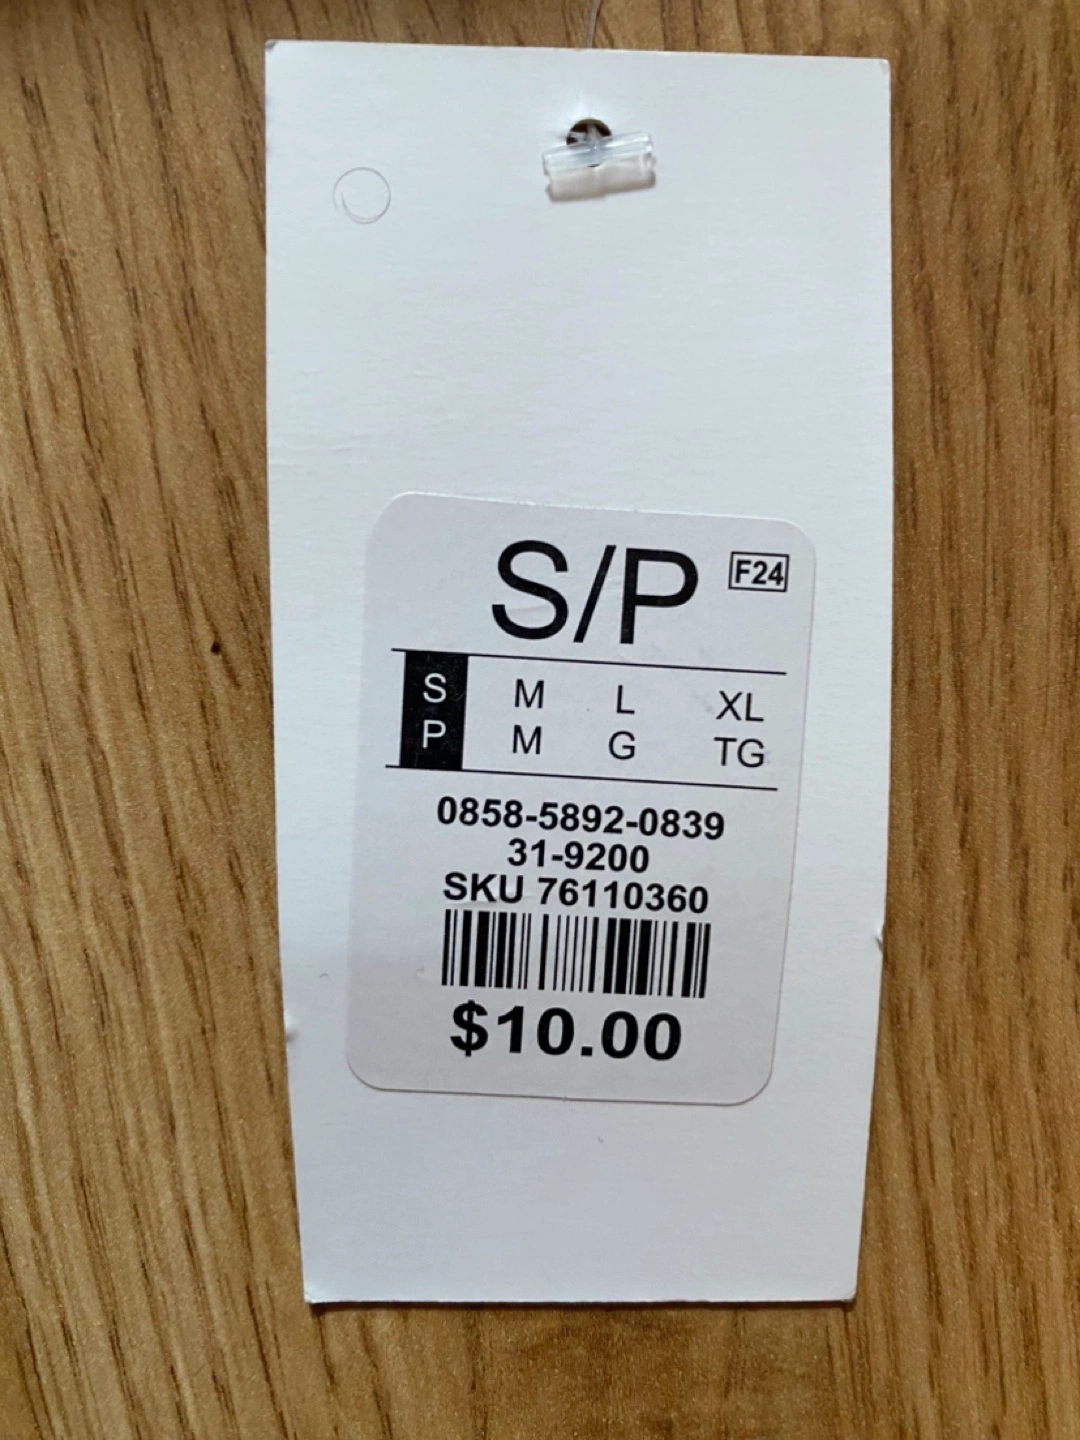 S/P F24
S M L XL
P M G TG
0858-5892-0839
31-9200
SKU 76110360
$10.00